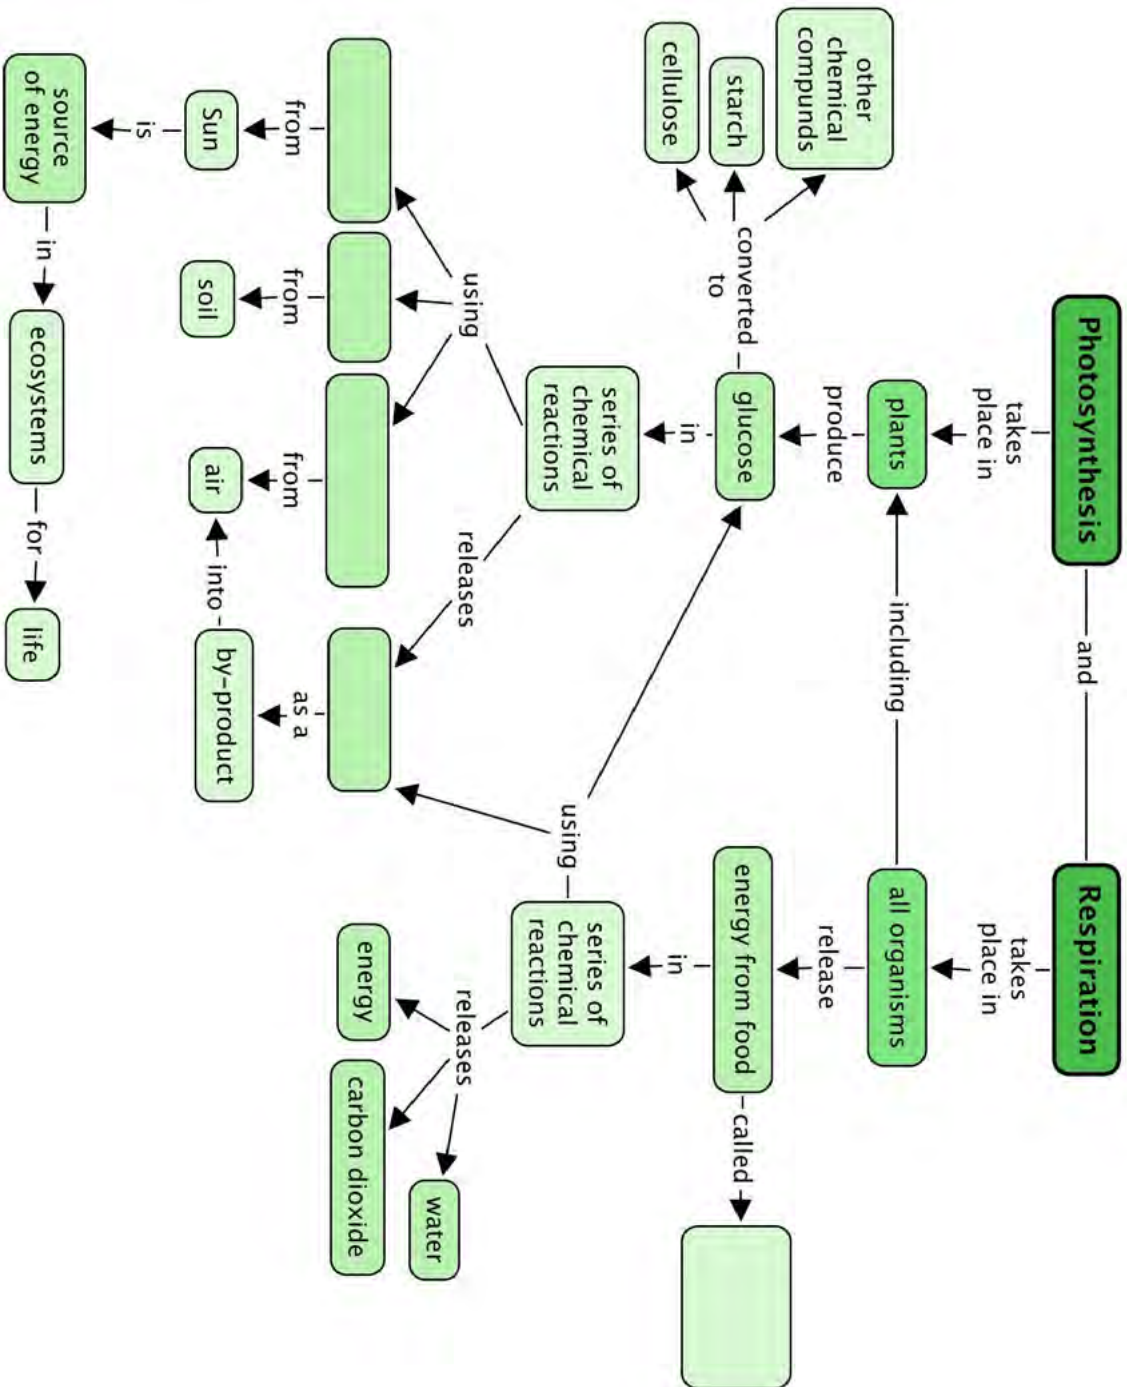 Photosynthesis
and
Respiration
takes
place in
takes
place in
plants
including
all organisms
produce
release
other
chemical
compounds
starch
cellulose
converted
to
glucose
energy from food
called
in
in
series of
chemical
reactions
series of
chemical
reactions
using
releases
using
releases
water
energy
carbon dioxide
from
from
from
as a
Sun
soil
air
into
by-product
is
source
of energy
in
ecosystems
for
life